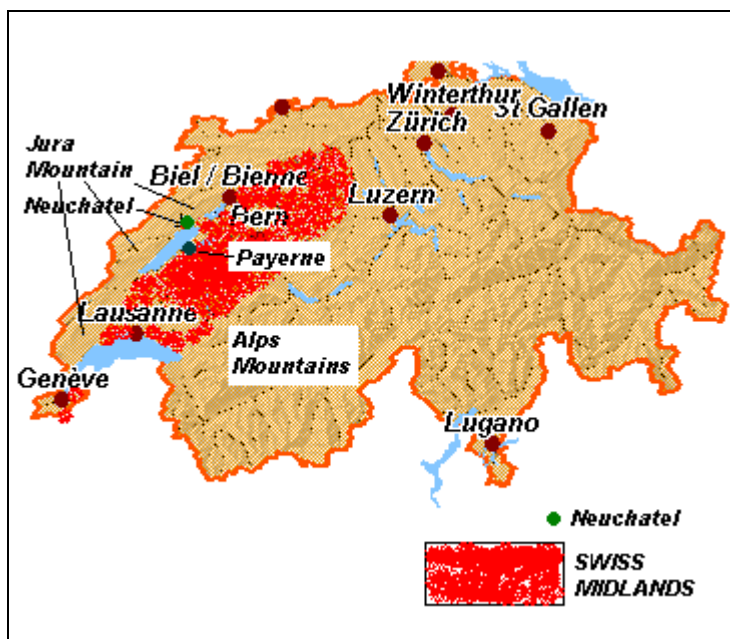 Winterthur
St Gallen
Zürich
Jura
Mountain
Biel / Bienne
Neuchatel
Luzern
Bern
Payerne
Lausanne
Alps
Mountains
Genève
Lugano
Neuchatel
SWISS
MIDLANDS